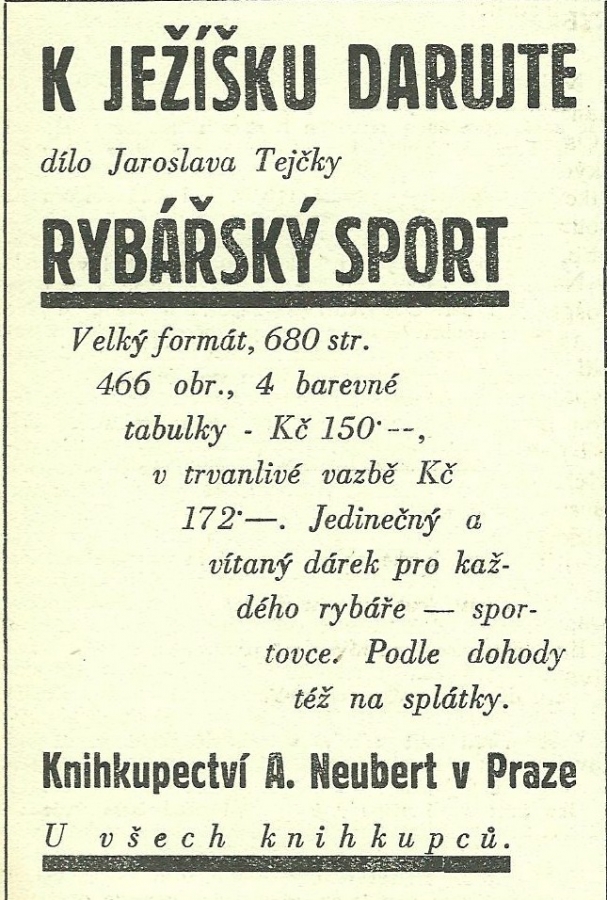 K JEŽÍŠKU DARUJTE
dílo Jaroslava Tejčky
RYBÁŘSKÝ SPORT
Velký formát, 680 str.
466 obr., 4 barevné
tabulky - Kč 150·--,
v trvanlivé vazbě Kč
172·—. Jedinečný a
vítaný dárek pro kaž-
dého rybáře — spor-
tovce. Podle dohody
též na splátky.
Knihkupectví A. Neubert v Praze
U všech knihkupců.